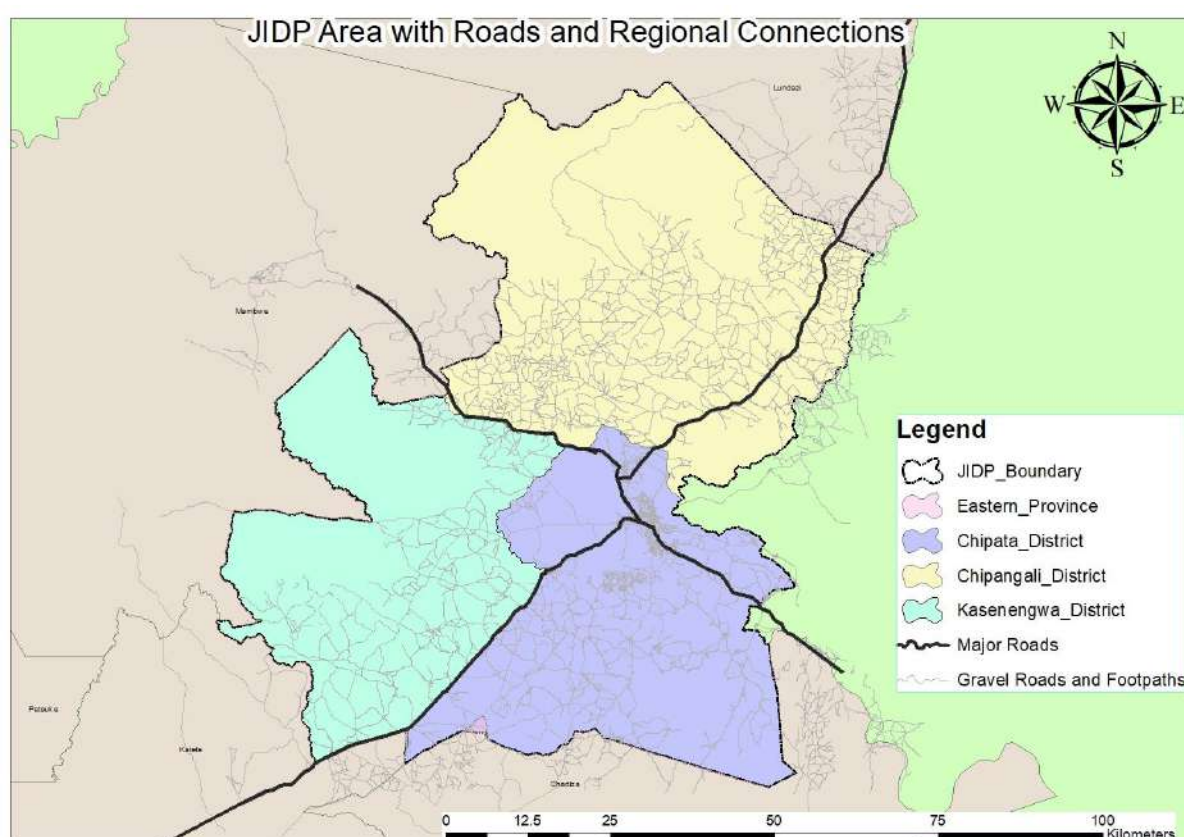 JIDP Area with Roads and Regional Connections
N
W E
S
Lundazi
Mambwe
Legend
JIDP_Boundary
Eastern_Province
Chipata_District
Chipangali_District
Kasenengwa_District
Major Roads
Gravel Roads and Footpaths
Petauke
Katete
Chadiza
0 12.5 25 50 75 100
Kilometers